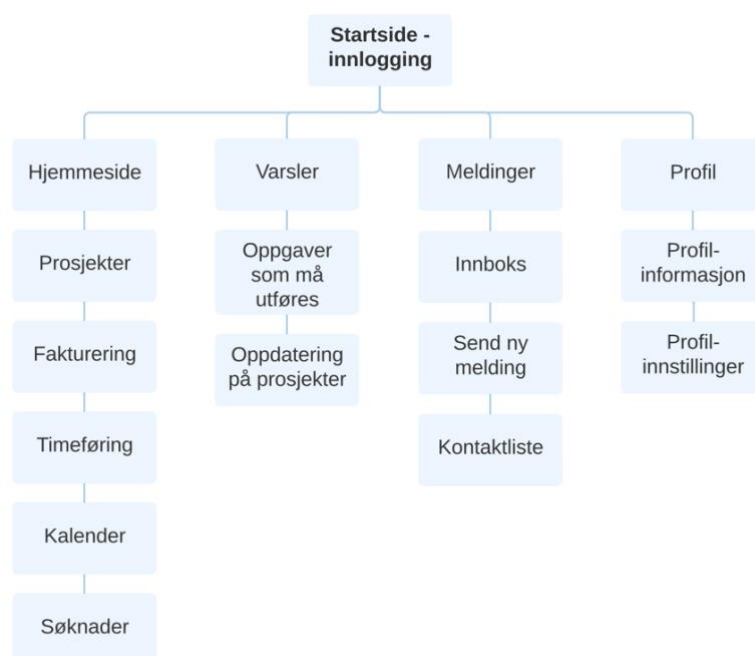 Startside -
innlogging
Hjemmeside
Prosjekter
Fakturering
Timeføring
Kalender
Søknader
Varsler
Oppgaver
som må
utføres
Oppdatering
på prosjekter
Meldinger
Innboks
Send ny
melding
Kontaktliste
Profil
Profil-
informasjon
Profil-
innstillinger